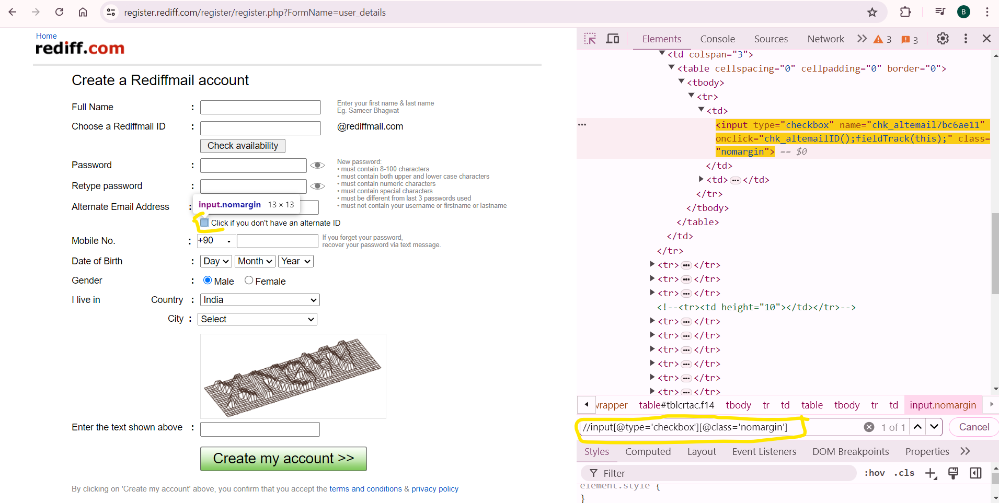 register.rediff.com/register/register.php?FormName=user_details
B
Home
rediff.com
Create a Rediffmail account
Full Name :
Enter your first name & last name
Eg. Sameer Bhagwat
Choose a Rediffmail ID : @rediffmail.com
Check availability
Password :
New password:
• must contain 8-100 characters
• must contain both upper and lower case characters
Retype password :
• must contain numeric characters
• must contain special characters
• must be different from last 3 passwords used
• must not contain your username or firstname or lastname
Alternate Email Address :
input.nomargin 13 × 13
Click if you don't have an alternate ID
Mobile No. : +90
If you forget your password,
recover your password via text message.
Date of Birth : Day Month Year
Gender : Male Female
I live in Country : India
City : Select
Enter the text shown above :
Create my account >>
By clicking on 'Create my account' above, you confirm that you accept the terms and conditions & privacy policy
Elements Console Sources Network 3 3
<td colspan="3">
<table cellspacing="0" cellpadding="0" border="0">
<tbody>
<tr>
<td>
<input type="checkbox" name="chk_altemail7bc6ae11"
onclick="chk_altemailID();fieldTrack(this);" class=
"nomargin"> == $0
</td>
<td>…</td>
</tr>
</tbody>
</table>
</td>
</tr>
<tr>…</tr>
<tr>…</tr>
<tr>…</tr>
<!--<tr><td height="10"></td></tr>-->
<tr>…</tr>
<tr>…</tr>
<tr>…</tr>
<tr>…</tr>
<tr>…</tr>
<tr>…</tr>
wrapper table#tblcrtac.f14 tbody tr td table tbody tr td input.nomargin
//input[@type='checkbox'][@class='nomargin'] 1 of 1 Cancel
Styles Computed Layout Event Listeners DOM Breakpoints Properties
Filter :hov .cls
element.style {
}